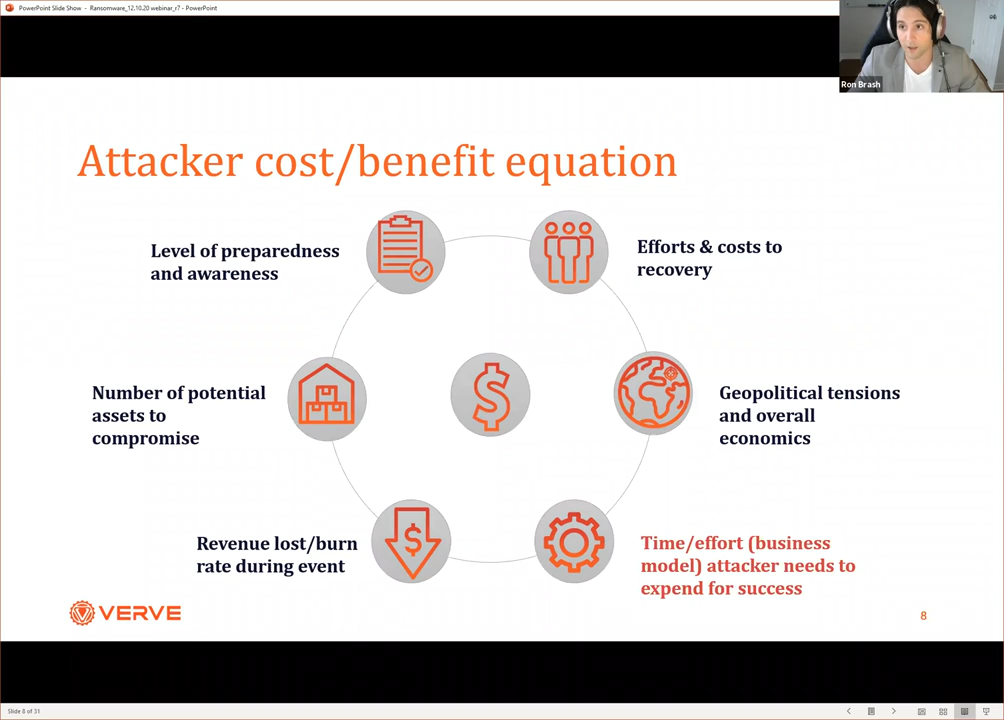 PowerPoint Slide Show - Ransomware_12.10.20 webinar_r7 - PowerPoint
Ron Brash
Attacker cost/benefit equation
Level of preparedness
and awareness
Efforts & costs to
recovery
Number of potential
assets to
compromise
$
Geopolitical tensions
and overall
economics
Revenue lost/burn
rate during event
$
Time/effort (business
model) attacker needs to
expend for success
VERVE
8
Slide 8 of 31